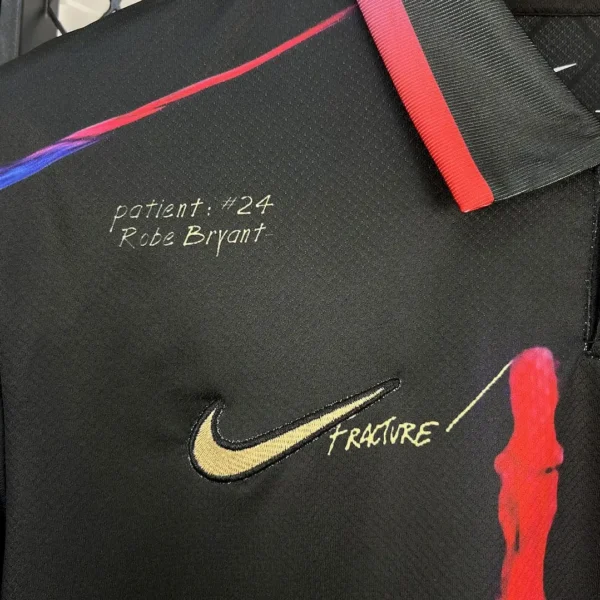 patient: #24
Robe Bryant
FRACTURE